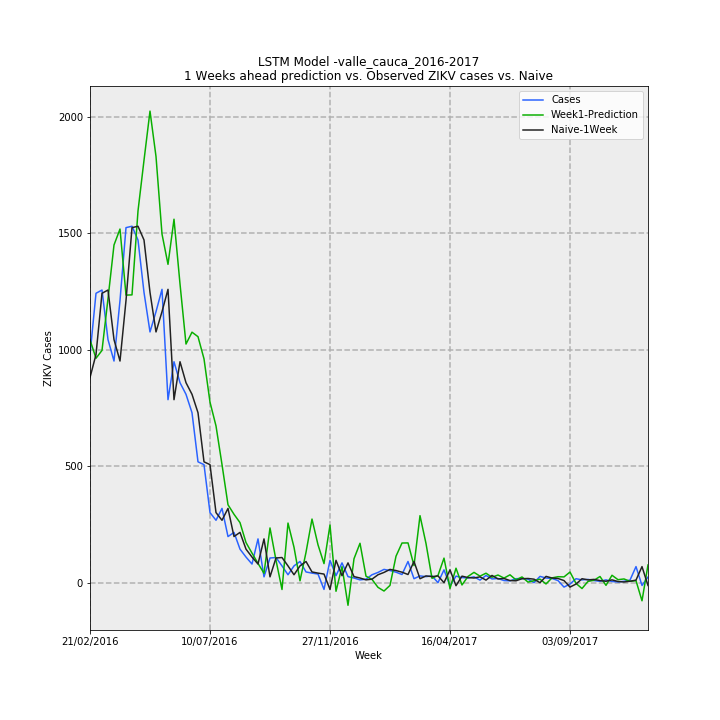 LSTM Model -valle_cauca_2016-2017
1 Weeks ahead prediction vs. Observed ZIKV cases vs. Naive
Cases
Week1-Prediction
Naive-1Week
2000
1500
1000
500
0
ZIKV Cases
21/02/2016 10/07/2016 27/11/2016 16/04/2017 03/09/2017
Week